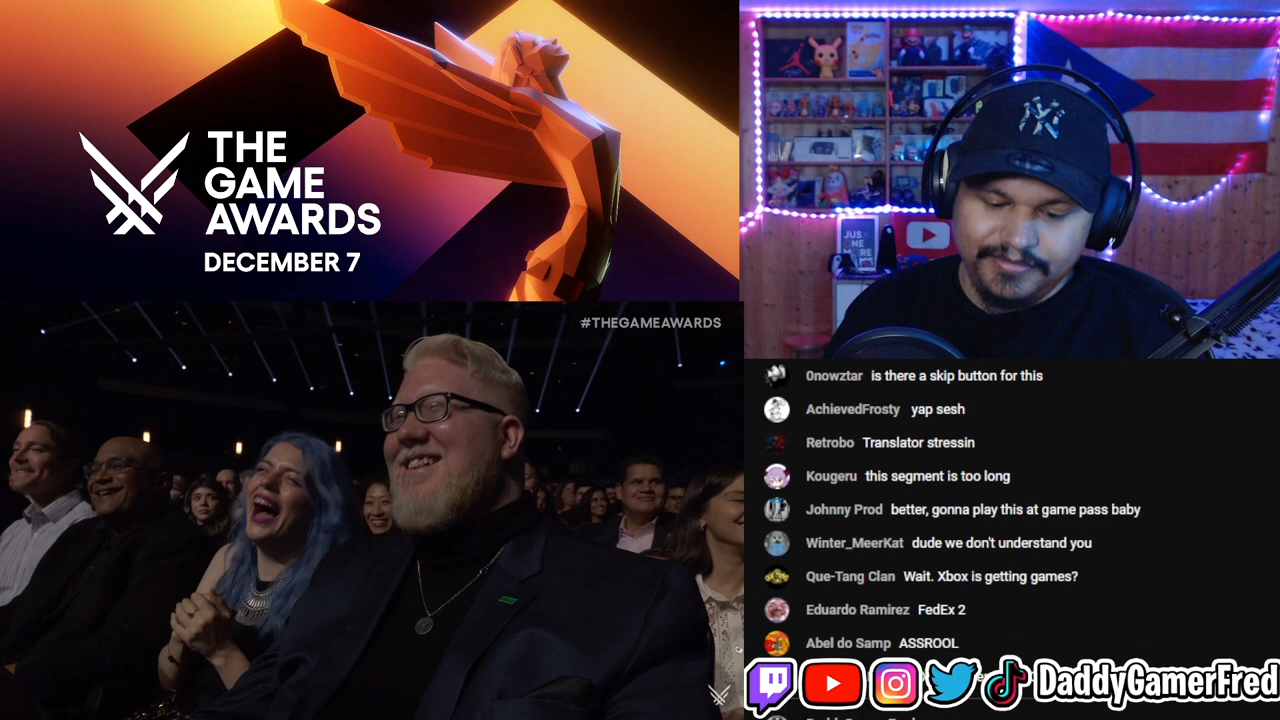 THE
GAME
AWARDS
DECEMBER 7
#THEGAMEAWARDS
JUST
ONE
MORE
0nowztar is there a skip button for this
AchievedFrosty yap sesh
Retrobo Translator stressin
Kougeru this segment is too long
Johnny Prod better, gonna play this at game pass baby
Winter_MeerKat dude we don't understand you
Que-Tang Clan Wait. Xbox is getting games?
Eduardo Ramirez FedEx 2
Abel do Samp ASSROOL
DaddyGamerFred